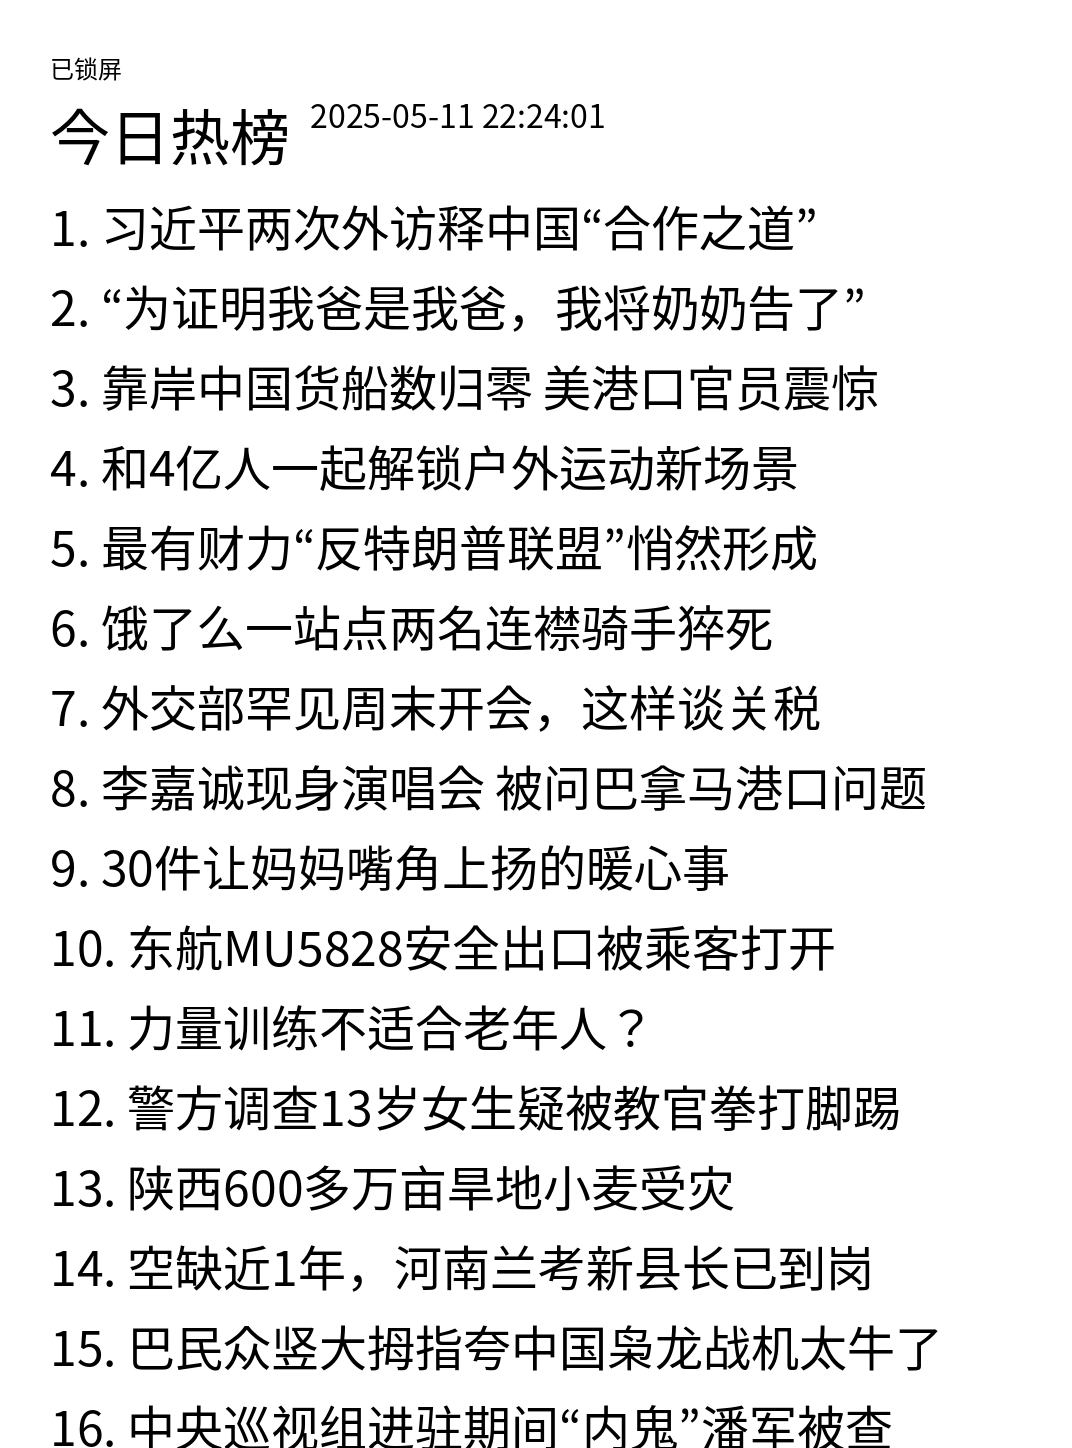 已锁屏
今日热榜 2025-05-11 22:24:01
1. 习近平两次外访释中国“合作之道”
2. “为证明我爸是我爸，我将奶奶告了”
3. 靠岸中国货船数归零 美港口官员震惊
4. 和4亿人一起解锁户外运动新场景
5. 最有财力“反特朗普联盟”悄然形成
6. 饿了么一站点两名连襟骑手猝死
7. 外交部罕见周末开会，这样谈关税
8. 李嘉诚现身演唱会 被问巴拿马港口问题
9. 30件让妈妈嘴角上扬的暖心事
10. 东航MU5828安全出口被乘客打开
11. 力量训练不适合老年人？
12. 警方调查13岁女生疑被教官拳打脚踢
13. 陕西600多万亩旱地小麦受灾
14. 空缺近1年，河南兰考新县长已到岗
15. 巴民众竖大拇指夸中国枭龙战机太牛了
16. 中央巡视组进驻期间“内鬼”潘军被查